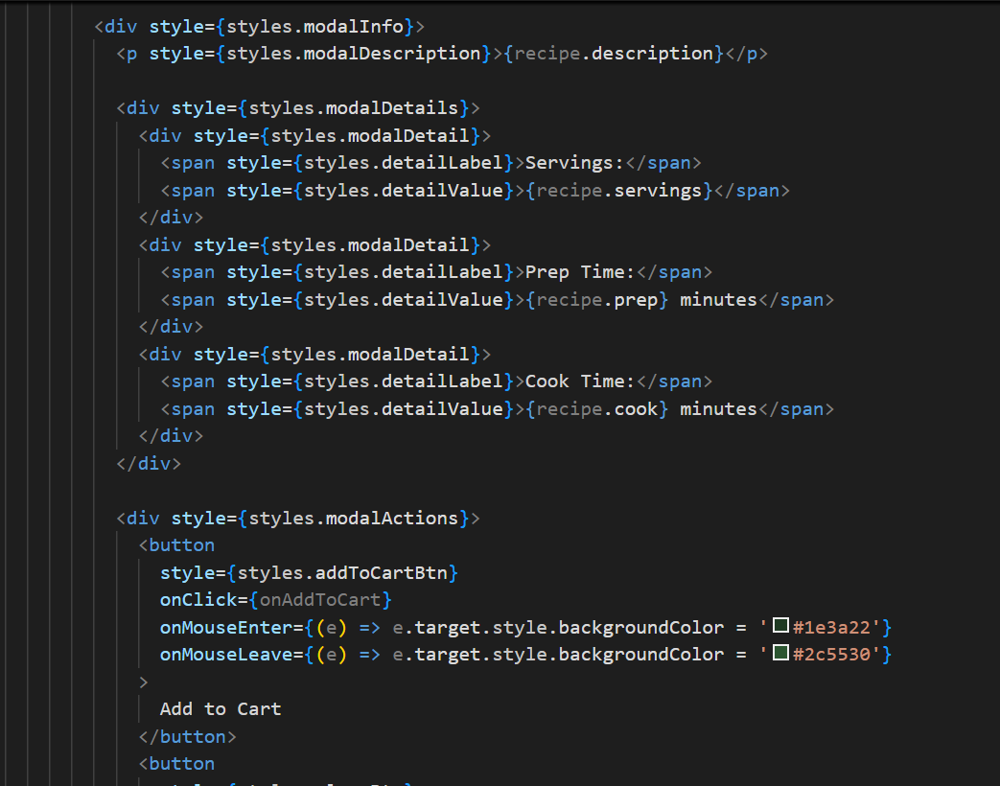 <div style={styles.modalInfo}>
<p style={styles.modalDescription}>{recipe.description}</p>
<div style={styles.modalDetails}>
<div style={styles.modalDetail}>
<span style={styles.detailLabel}>Servings:</span>
<span style={styles.detailValue}>{recipe.servings}</span>
</div>
<div style={styles.modalDetail}>
<span style={styles.detailLabel}>Prep Time:</span>
<span style={styles.detailValue}>{recipe.prep} minutes</span>
</div>
<div style={styles.modalDetail}>
<span style={styles.detailLabel}>Cook Time:</span>
<span style={styles.detailValue}>{recipe.cook} minutes</span>
</div>
</div>
<div style={styles.modalActions}>
<button
style={styles.addToCartBtn}
onClick={onAddToCart}
onMouseEnter={(e) => e.target.style.backgroundColor = '#1e3a22'}
onMouseLeave={(e) => e.target.style.backgroundColor = '#2c5530'}
>
Add to Cart
</button>
<button